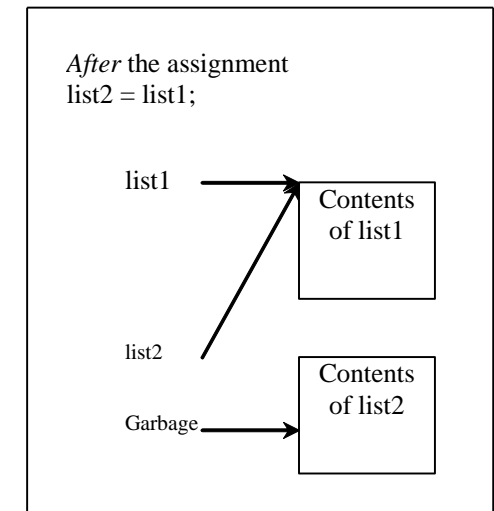 After the assignment
list2 = list1;
list1
Contents
of list1
list2
Contents
of list2
Garbage